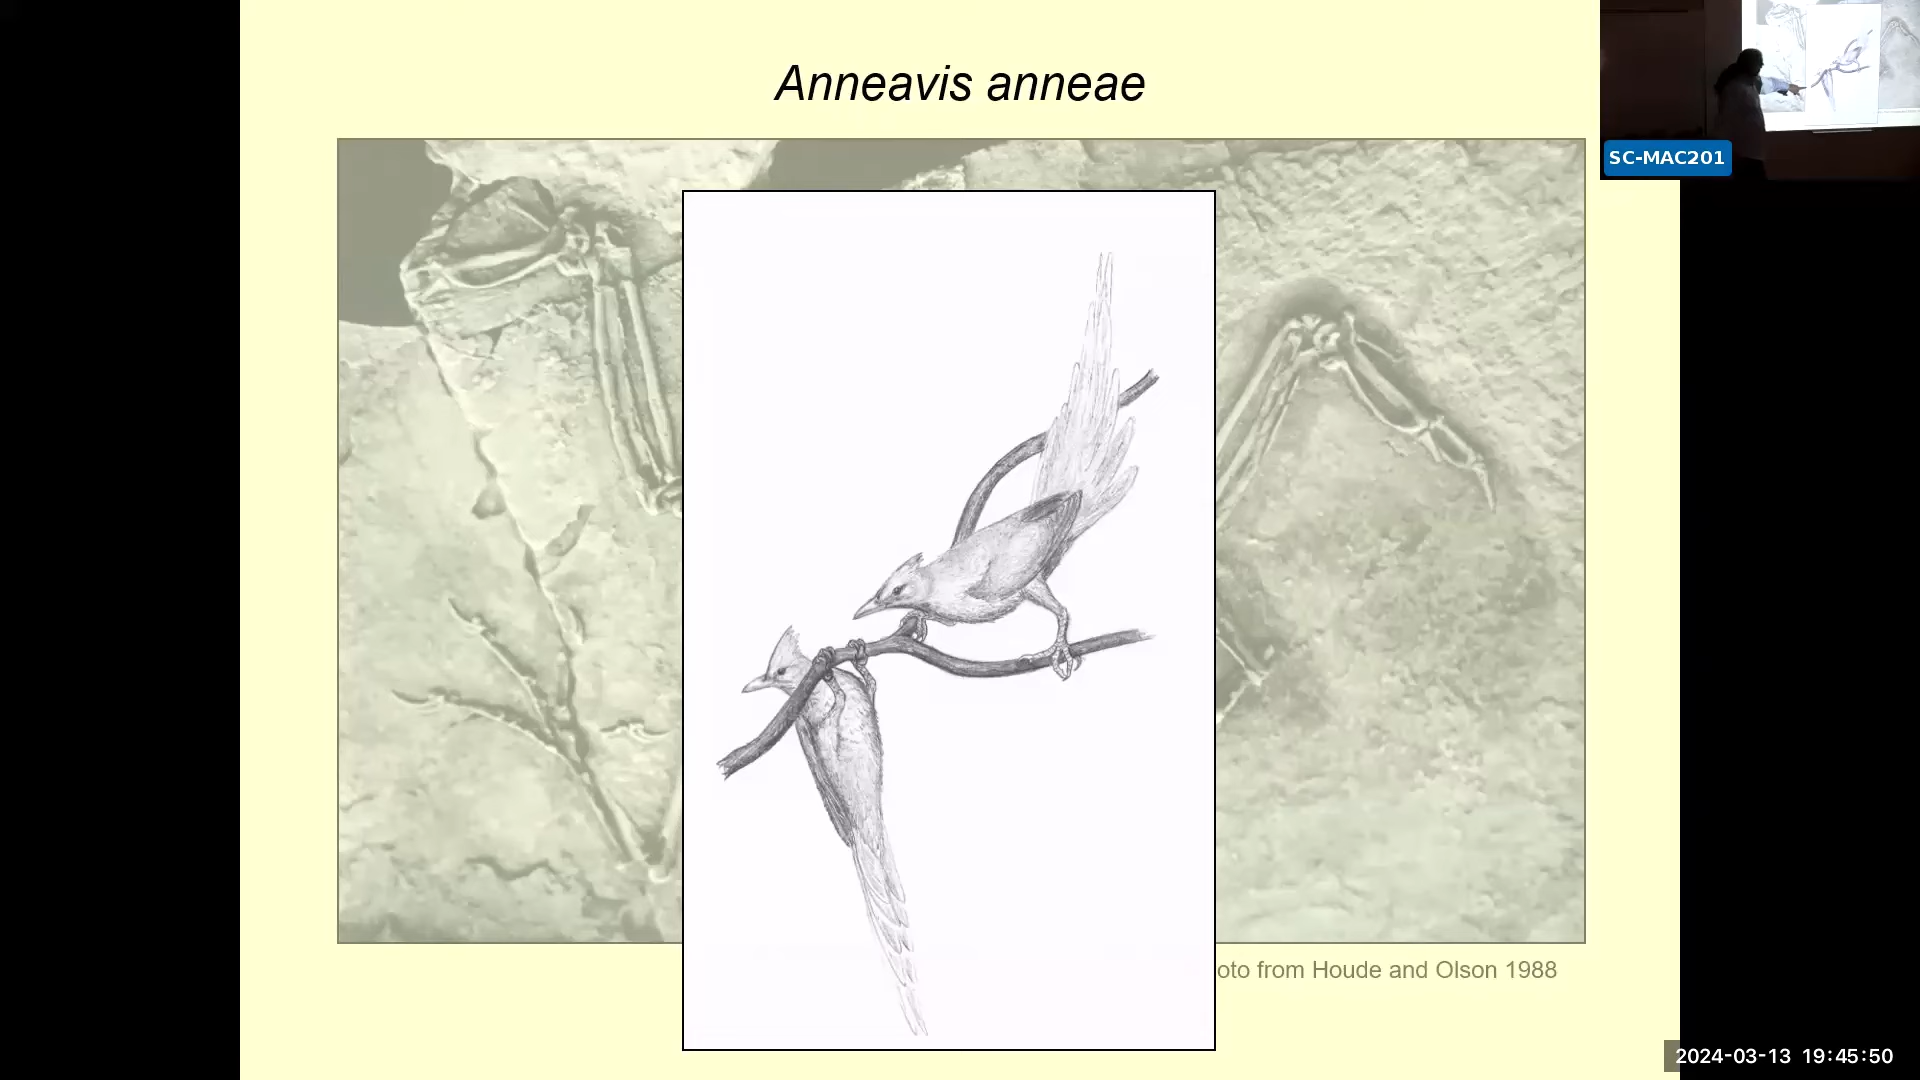 Anneavis anneae
SC-MAC201
oto from Houde and Olson 1988
2024-03-13 19:45:50